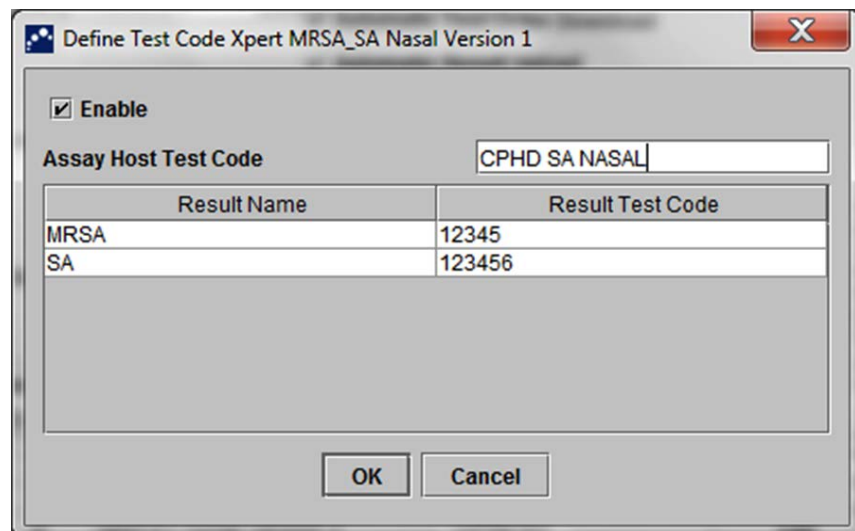 Define Test Code Xpert MRSA_SA Nasal Version 1
Enable
Assay Host Test Code CPHD SA NASAL
Result Name Result Test Code
MRSA 12345
SA 123456
OK Cancel